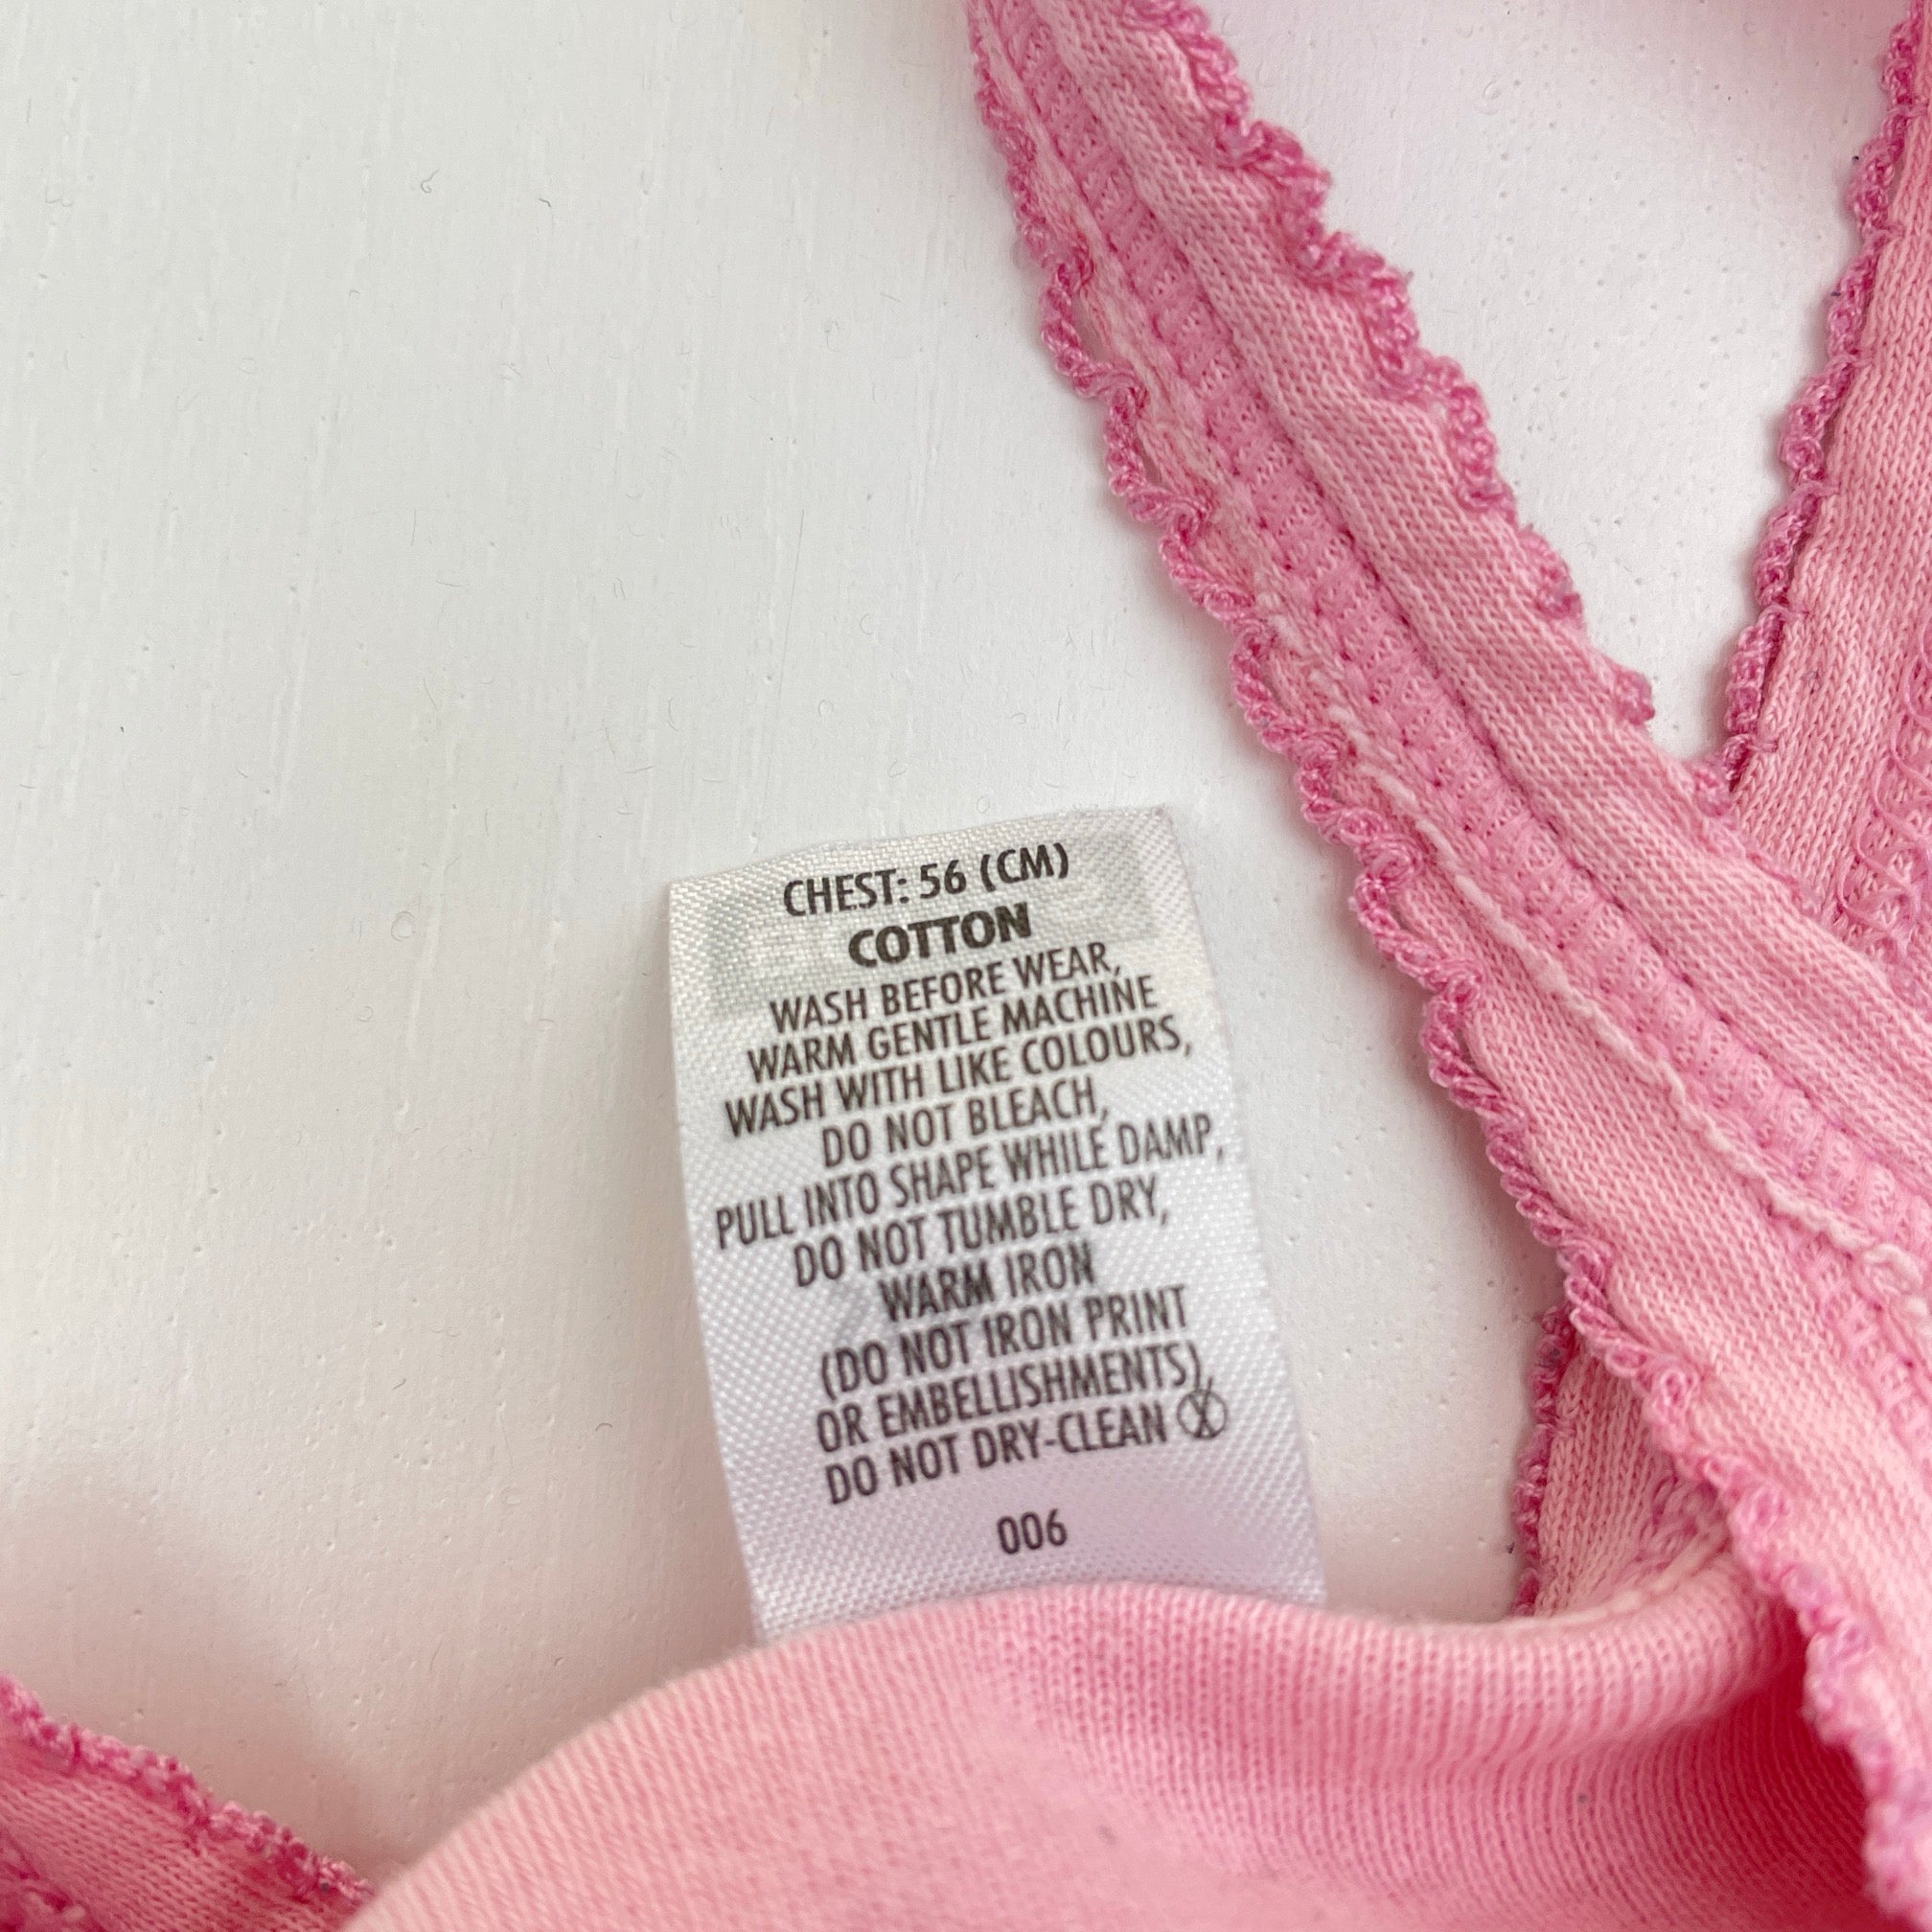 CHEST: 56 (CM)
COTTON
WASH BEFORE WEAR,
WARM GENTLE MACHINE
WASH WITH LIKE COLOURS,
DO NOT BLEACH,
PULL INTO SHAPE WHILE DAMP,
DO NOT TUMBLE DRY,
WARM IRON
(DO NOT IRON PRINT
OR EMBELLISHMENTS),
DO NOT DRY-CLEAN
006